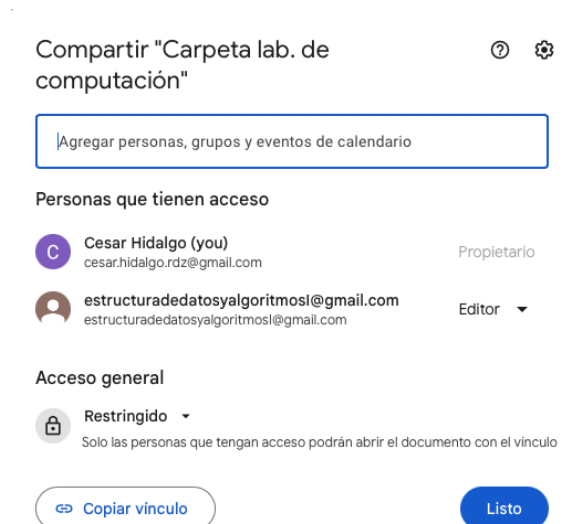 Compartir "Carpeta lab. de
computación"
Agregar personas, grupos y eventos de calendario
Personas que tienen acceso
C
Cesar Hidalgo (you)
cesar.hidalgo.rdz@gmail.com
Propietario
estructuradedatosyalgoritmosI@gmail.com
estructuradedatosyalgoritmosI@gmail.com
Editor
Acceso general
Restringido
Solo las personas que tengan acceso podrán abrir el documento con el vínculo
Copiar vínculo
Listo